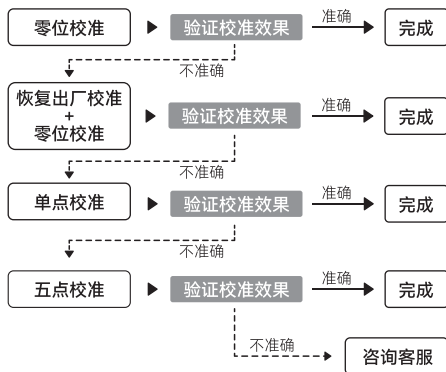 零位校准
验证校准效果
准确
完成
不准确
恢复出厂校准
+
零位校准
验证校准效果
准确
完成
不准确
单点校准
验证校准效果
准确
完成
不准确
五点校准
验证校准效果
准确
完成
不准确
咨询客服